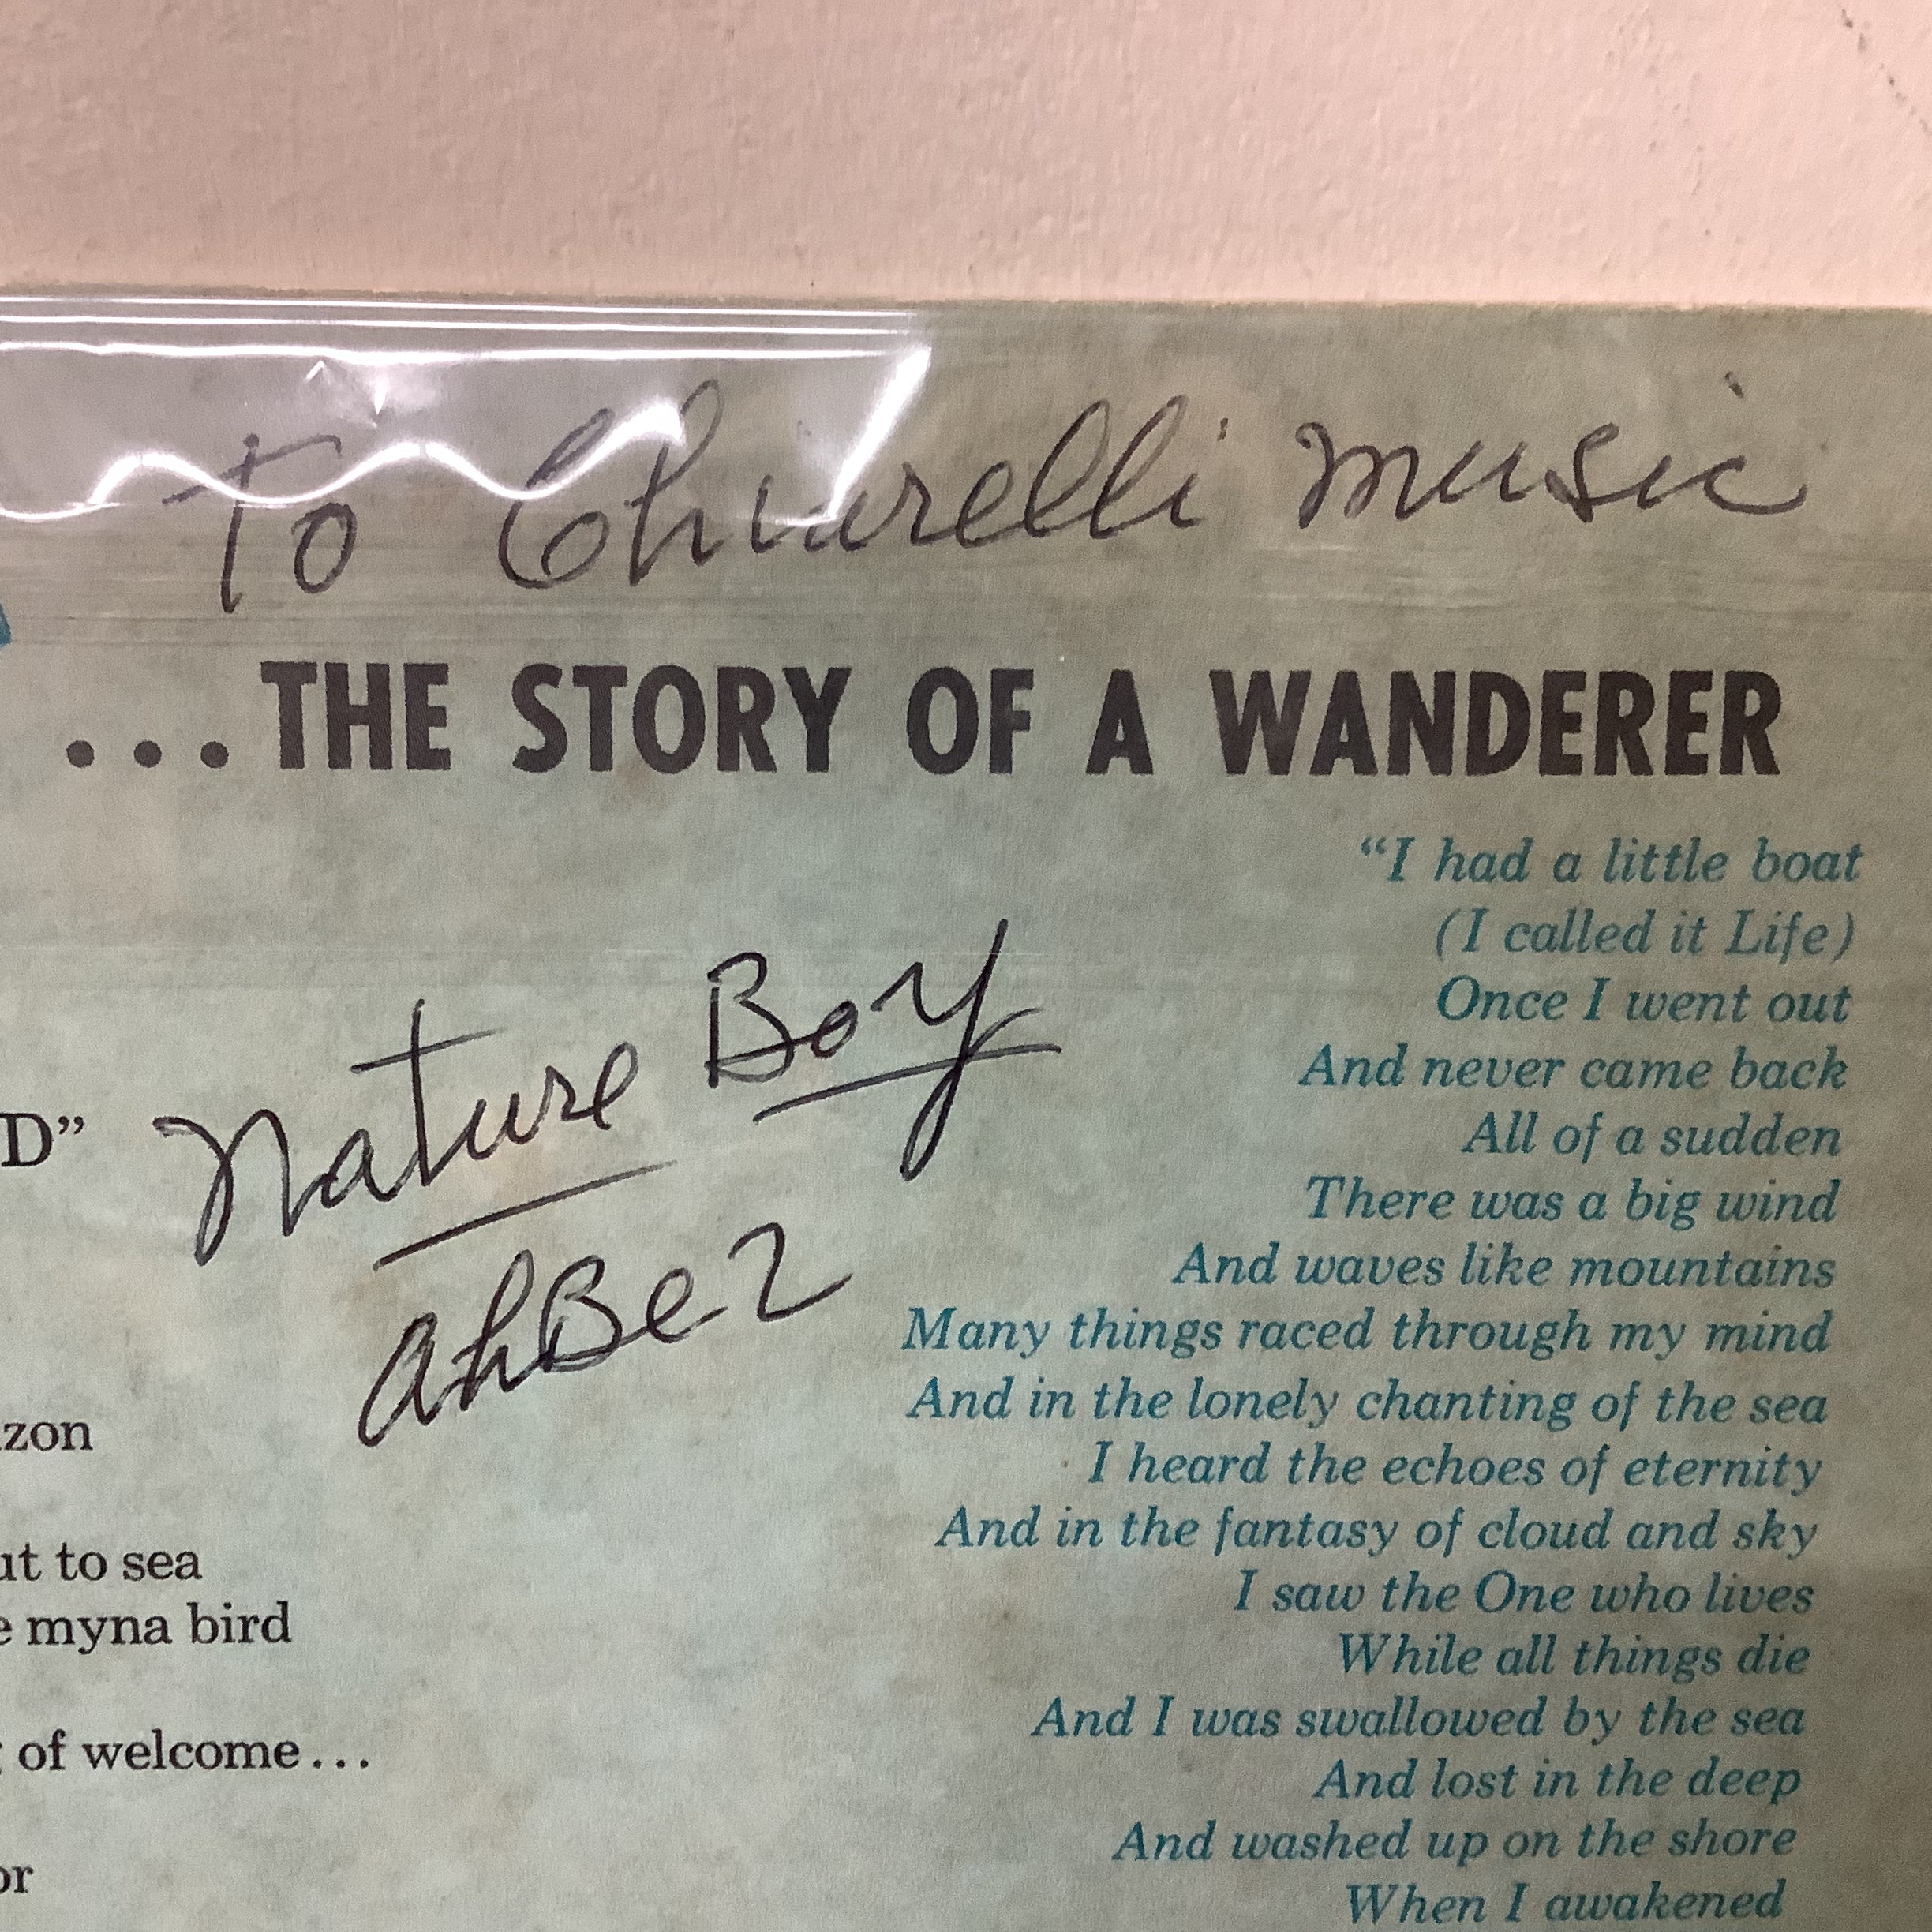 To Chiarelli music
...THE STORY OF A WANDERER
Nature Boy
ahBe2
D”
zon
ut to sea
e myna bird
of welcome...
or
“I had a little boat
(I called it Life)
Once I went out
And never came back
All of a sudden
There was a big wind
And waves like mountains
Many things raced through my mind
And in the lonely chanting of the sea
I heard the echoes of eternity
And in the fantasy of cloud and sky
I saw the One who lives
While all things die
And I was swallowed by the sea
And lost in the deep
And washed up on the shore
When I awakened